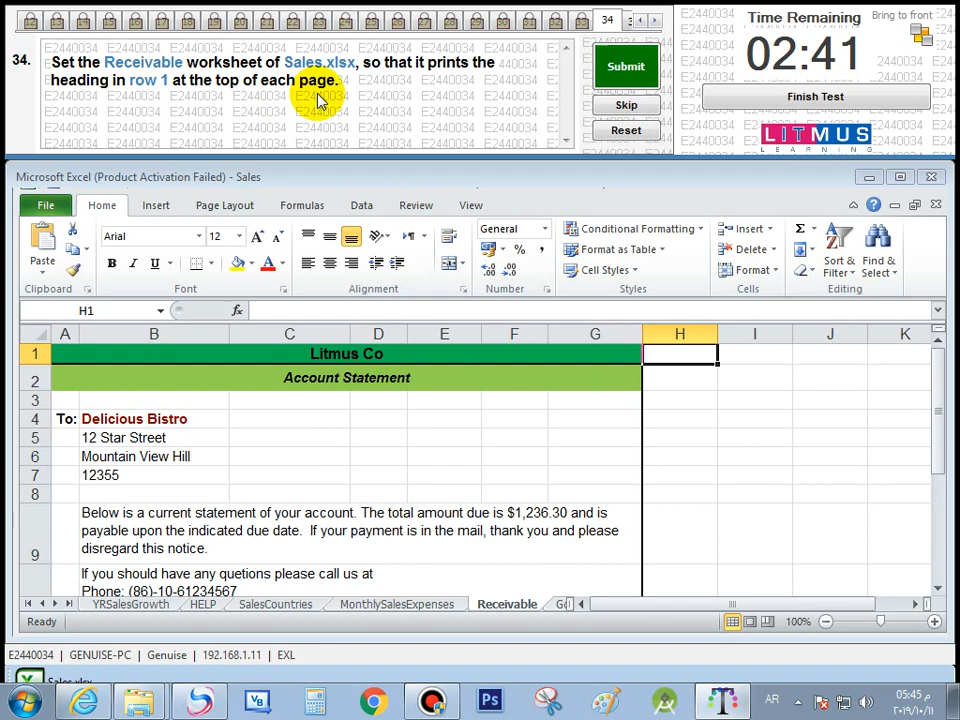 34
34.
Set the Receivable worksheet of Sales.xlsx, so that it prints the
heading in row 1 at the top of each page.
Submit
Skip
Reset
Time Remaining
Bring to front
02:41
Finish Test
LITMUS
LEARNING
Microsoft Excel (Product Activation Failed) - Sales
File Home Insert Page Layout Formulas Data Review View
Paste
Clipboard
Arial 12
B I U
Font
Alignment
General
Number
Conditional Formatting
Format as Table
Cell Styles
Styles
Insert
Delete
Format
Cells
Sort &
Filter
Find &
Select
Editing
H1
fx
A B C D E F G H I J K
1 Litmus Co
2 Account Statement
3
4 To: Delicious Bistro
5 12 Star Street
6 Mountain View Hill
7 12355
8
Below is a current statement of your account. The total amount due is $1,236.30 and is
payable upon the indicated due date. If your payment is in the mail, thank you and please
9 disregard this notice.
If you should have any quetions please call us at
Phone: (86)-10-61234567
YRSalesGrowth HELP SalesCountries MonthlySalesExpenses Receivable
Ready
100%
E2440034 GENUISE-PC Genuise 192.168.1.11 EXL
Sales.xlsx
AR
05:45 م
٢٠١٩/١٠/١١